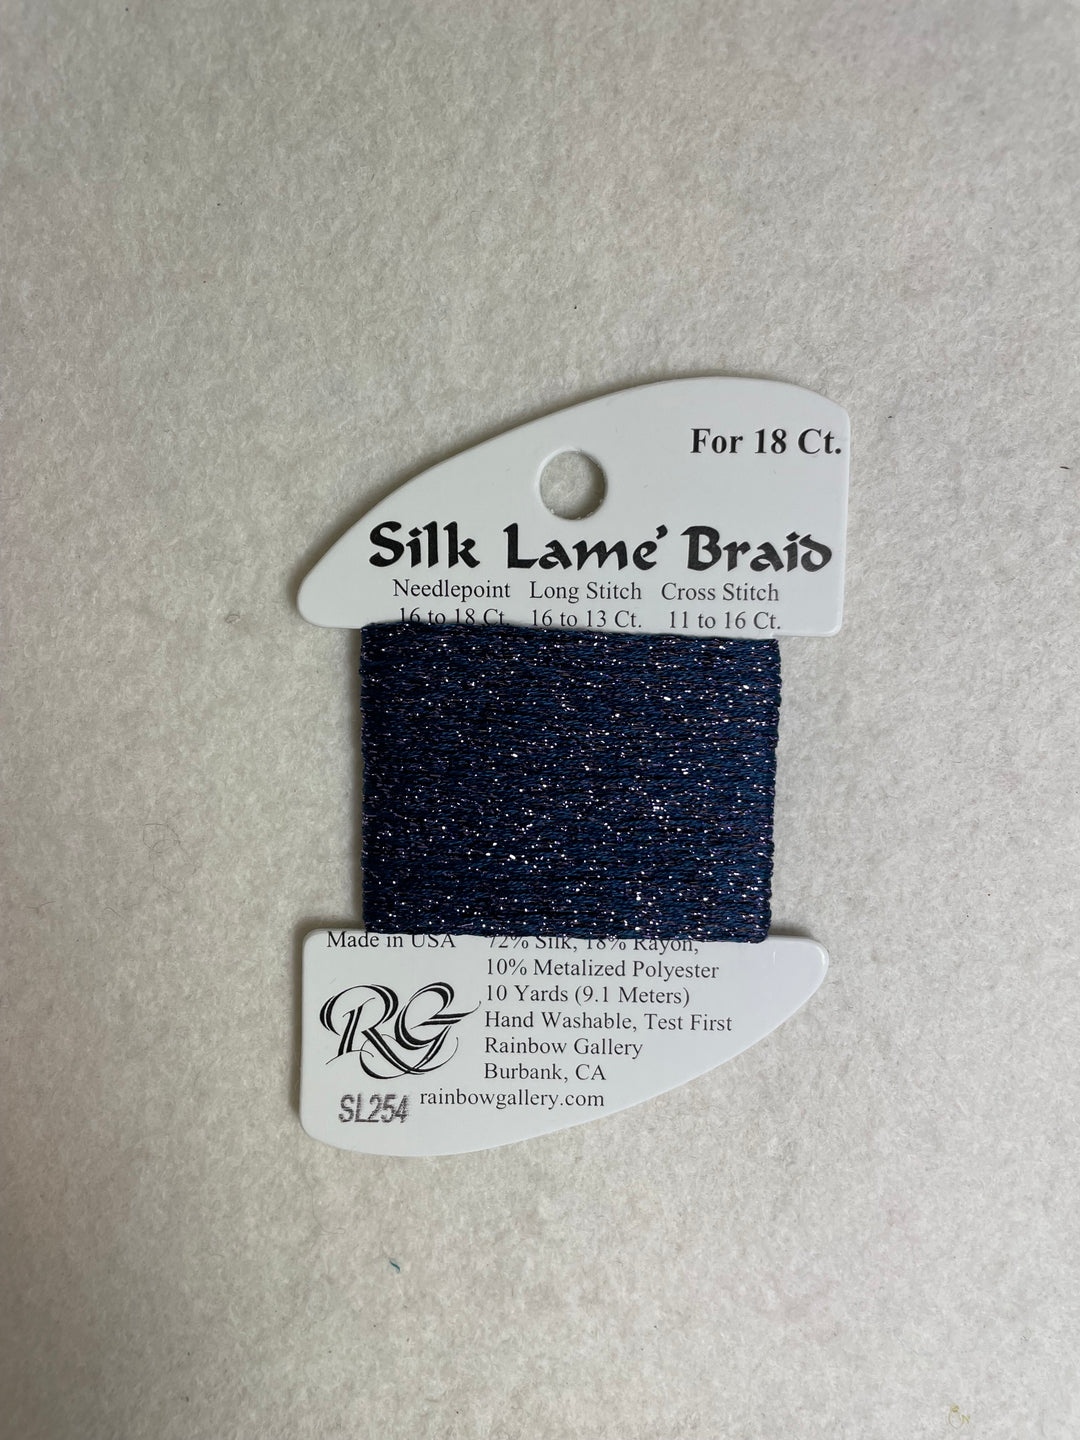 For 18 Ct.
Silk Lame' Braid
Needlepoint Long Stitch Cross Stitch
16 to 18 Ct. 16 to 13 Ct. 11 to 16 Ct.
Made in USA 72% Silk, 18% Rayon,
10% Metalized Polyester
10 Yards (9.1 Meters)
RG
Hand Washable, Test First
Rainbow Gallery
Burbank, CA
SL254 rainbowgallery.com